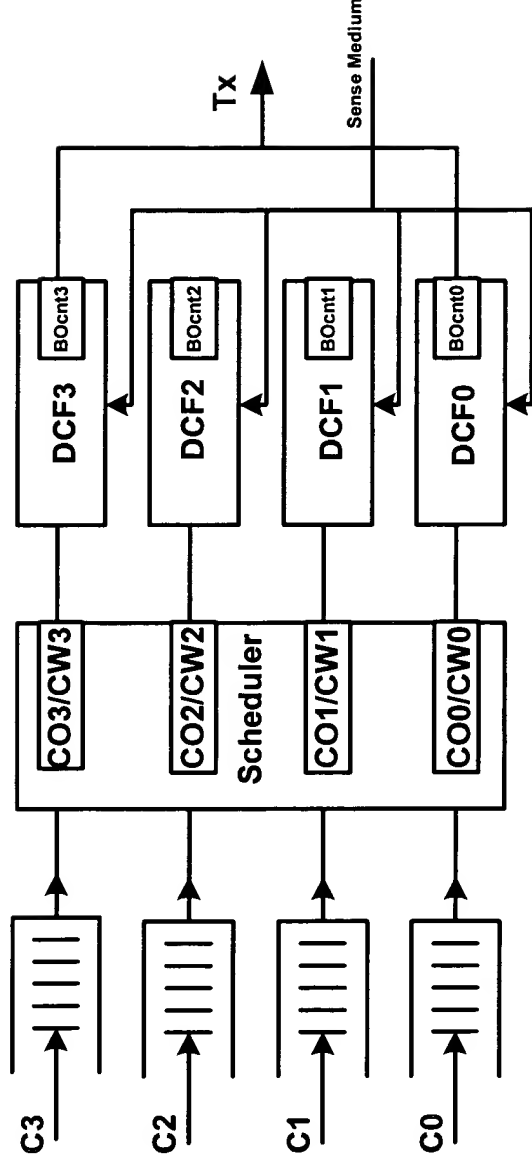 C3
C2
C1
C0
CO3/CW3
CO2/CW2
Scheduler
CO1/CW1
CO0/CW0
DCF3
BOcnt3
DCF2
BOcnt2
DCF1
BOcnt1
DCF0
BOcnt0
Tx
Sense Medium